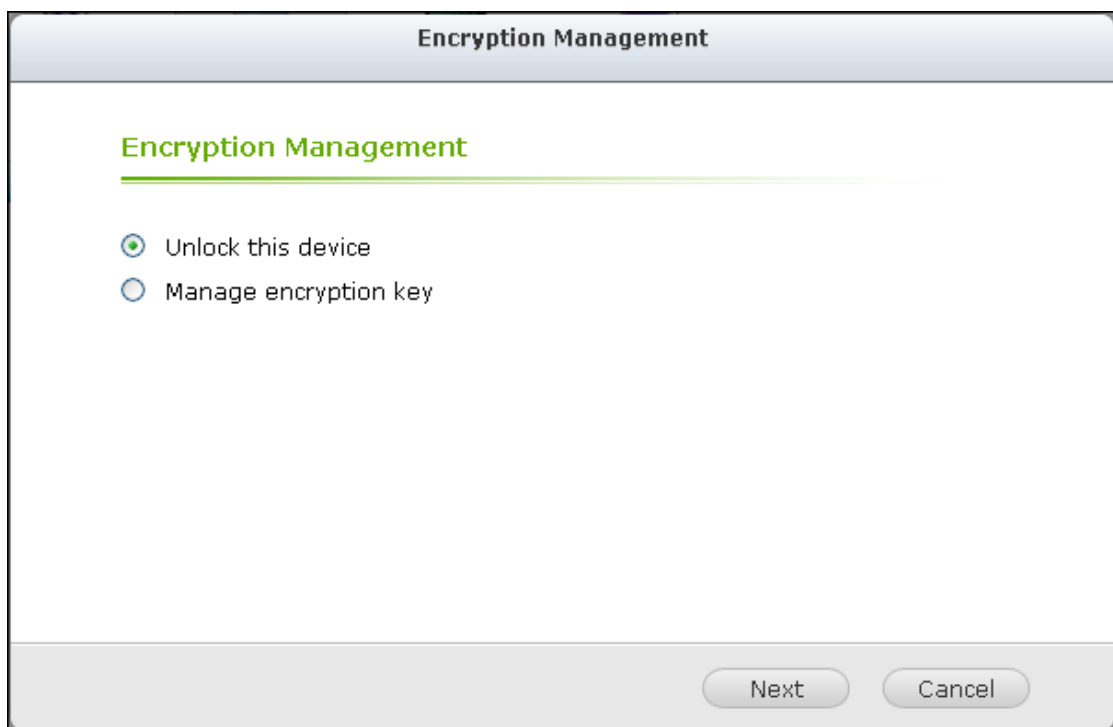 Encryption Management
Encryption Management
Unlock this device
Manage encryption key
Next
Cancel